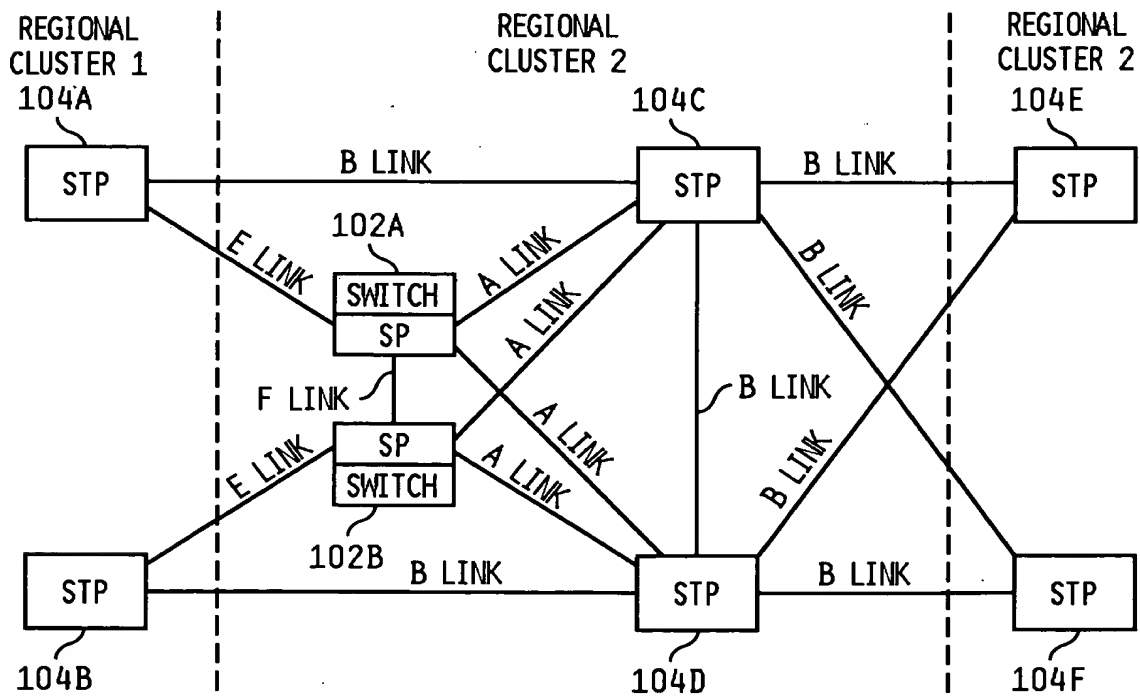 REGIONAL
CLUSTER 1
REGIONAL
CLUSTER 2
REGIONAL
CLUSTER 2
104A
104C
104E
STP
B LINK
STP
B LINK
STP
102A
E LINK
SWITCH
SP
A LINK
A LINK
B LINK
F LINK
B LINK
E LINK
SP
SWITCH
102B
A LINK
A LINK
B LINK
STP
B LINK
STP
B LINK
STP
104B
104D
104F